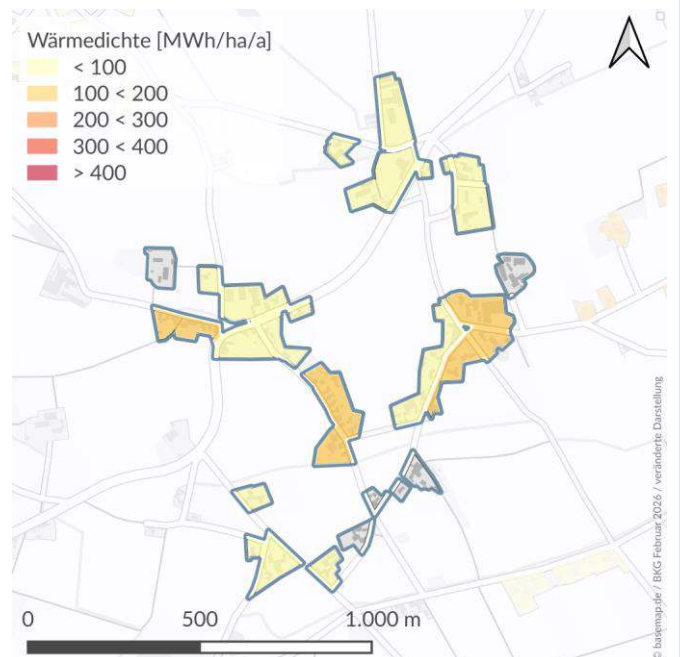 Wärmedichte [MWh/ha/a]
< 100
100 < 200
200 < 300
300 < 400
> 400
0 500 1.000 m
© basemap.de / BKG Februar 2026 / veränderte Darstellung